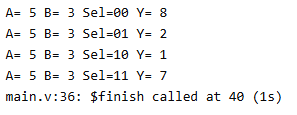 A= 5 B= 3 Sel=00 Y= 8
A= 5 B= 3 Sel=01 Y= 2
A= 5 B= 3 Sel=10 Y= 1
A= 5 B= 3 Sel=11 Y= 7
main.v:36: $finish called at 40 (1s)